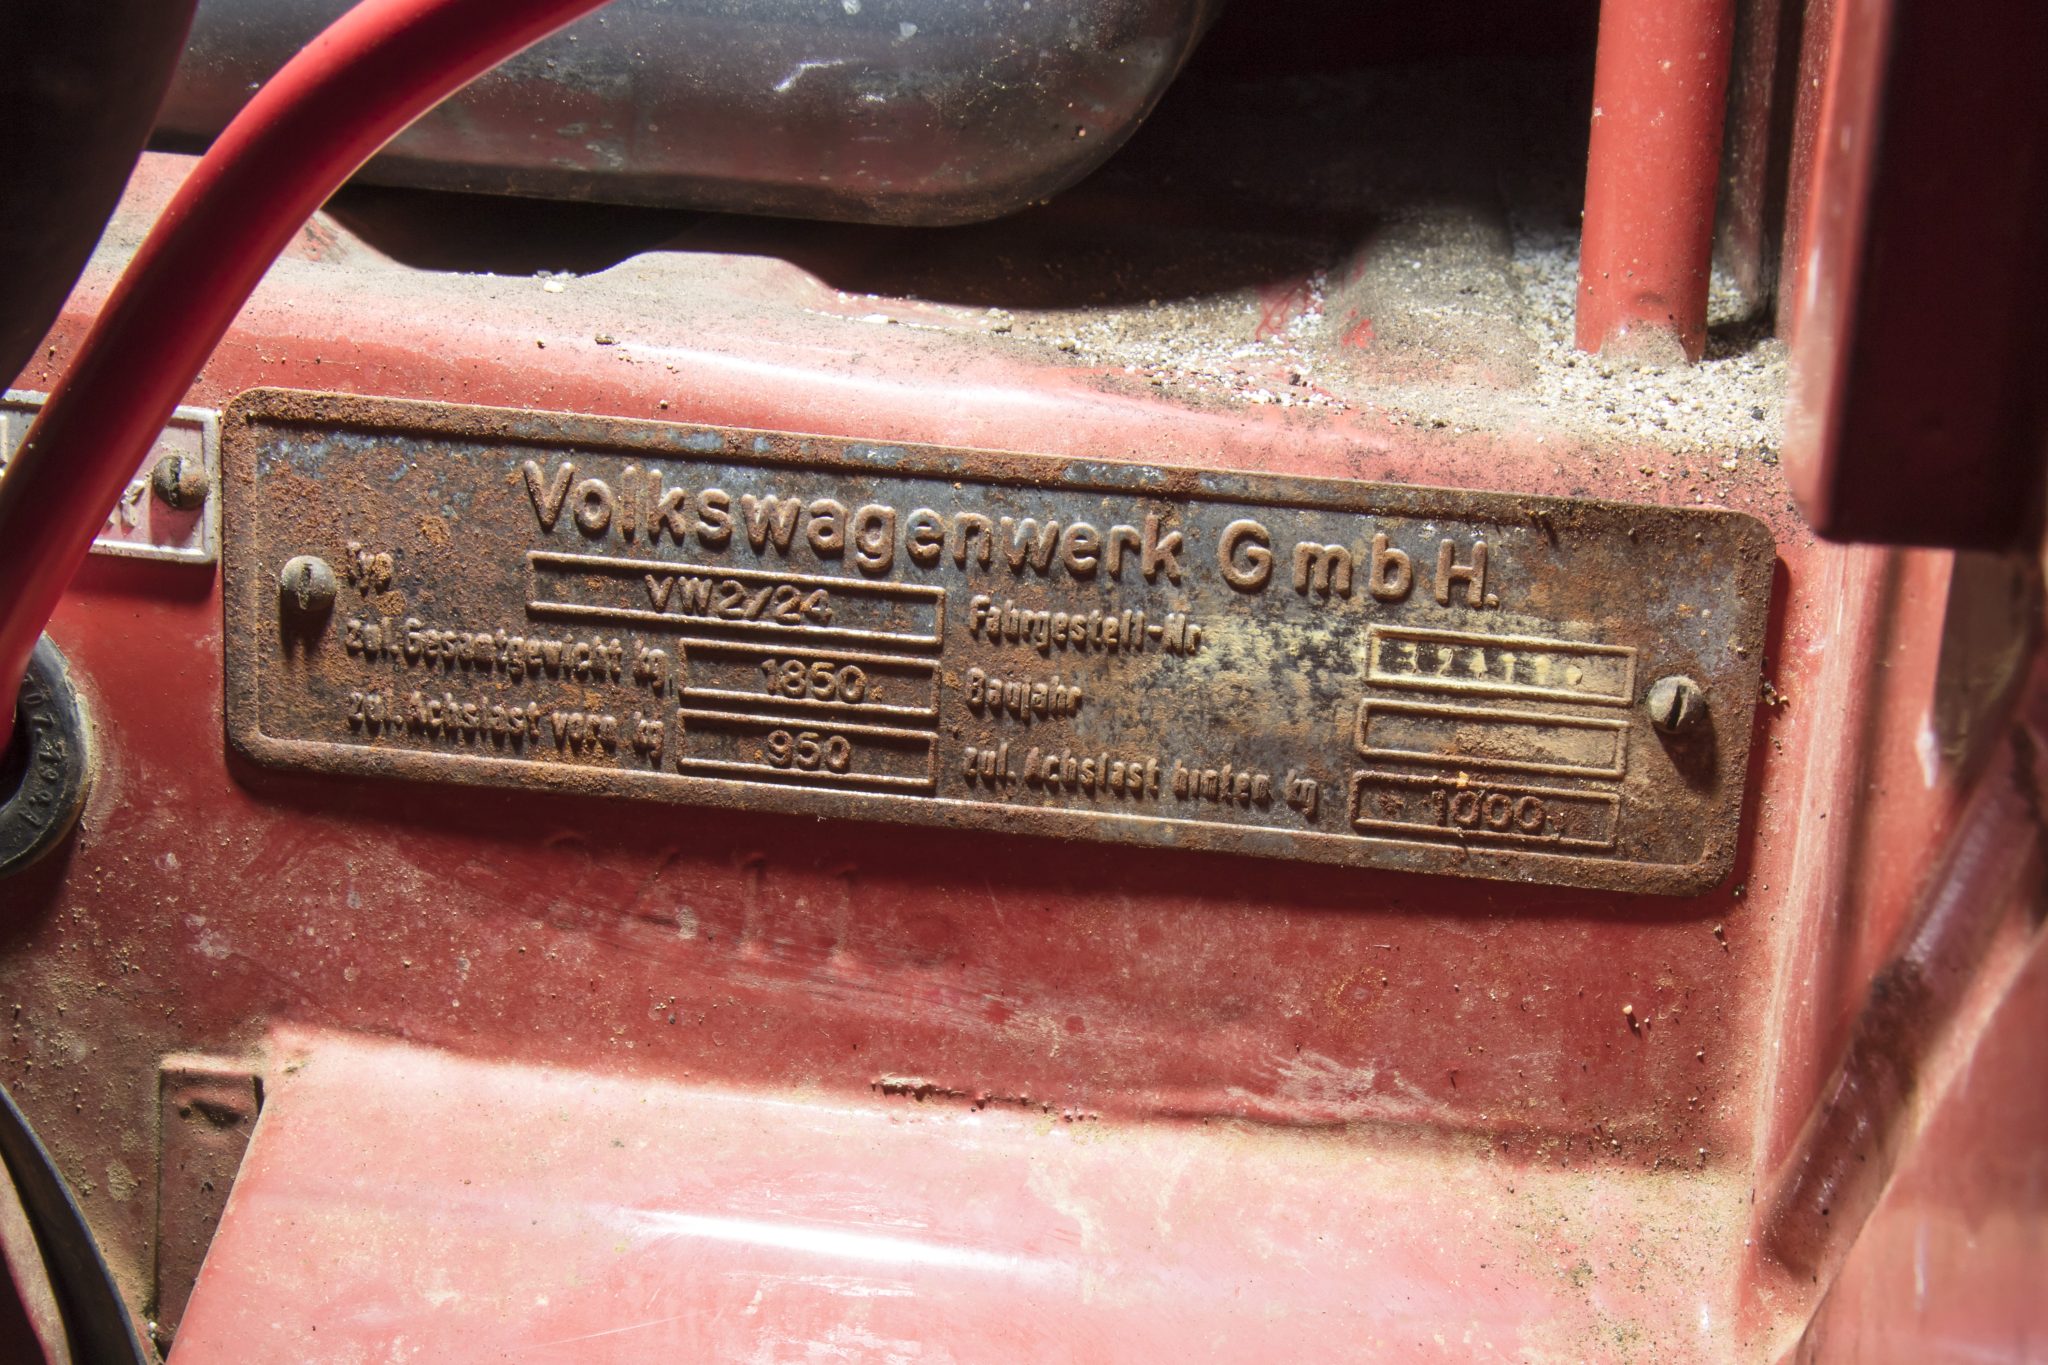 Volkswagenwerk GmbH.
Typ VW2/24 Fahrgestell-Nr
zul. Gesamtgewicht kg 1850 Baujahr
zul. Achslast vorn kg 950 zul. Achslast hinten kg 1000